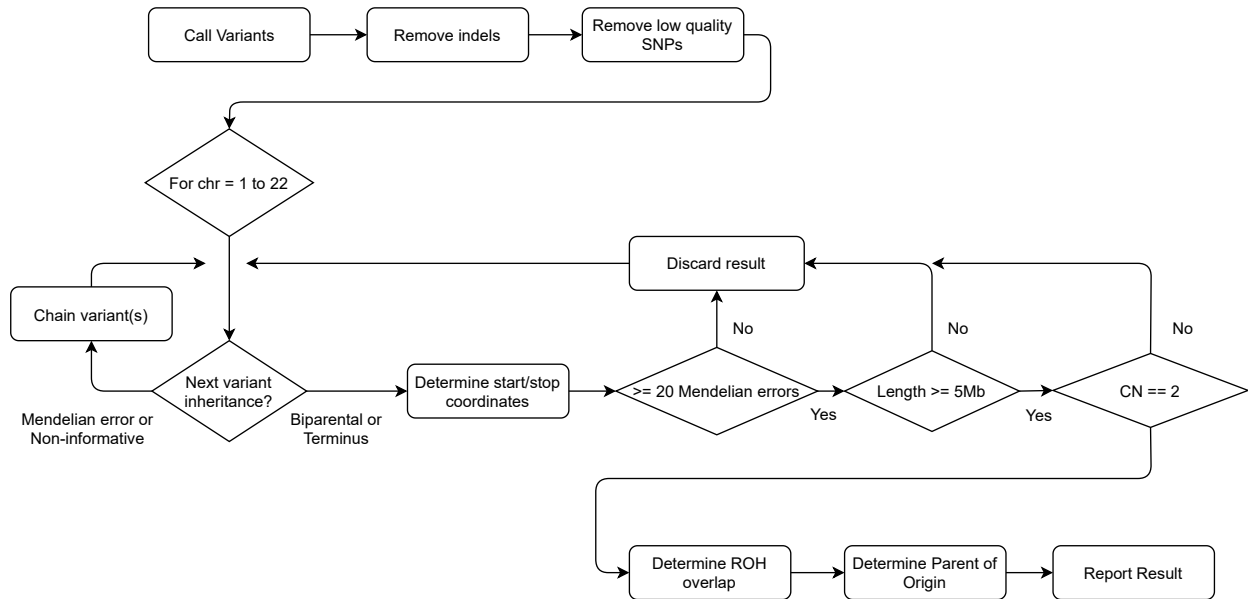 Call Variants
Remove indels
Remove low quality
SNPs
For chr = 1 to 22
Discard result
Chain variant(s)
No
No
No
Next variant
inheritance?
Determine start/stop
coordinates
>= 20 Mendelian errors
Length >= 5Mb
CN == 2
Mendelian error or
Non-informative
Biparental or
Terminus
Yes
Yes
Determine ROH
overlap
Determine Parent of
Origin
Report Result